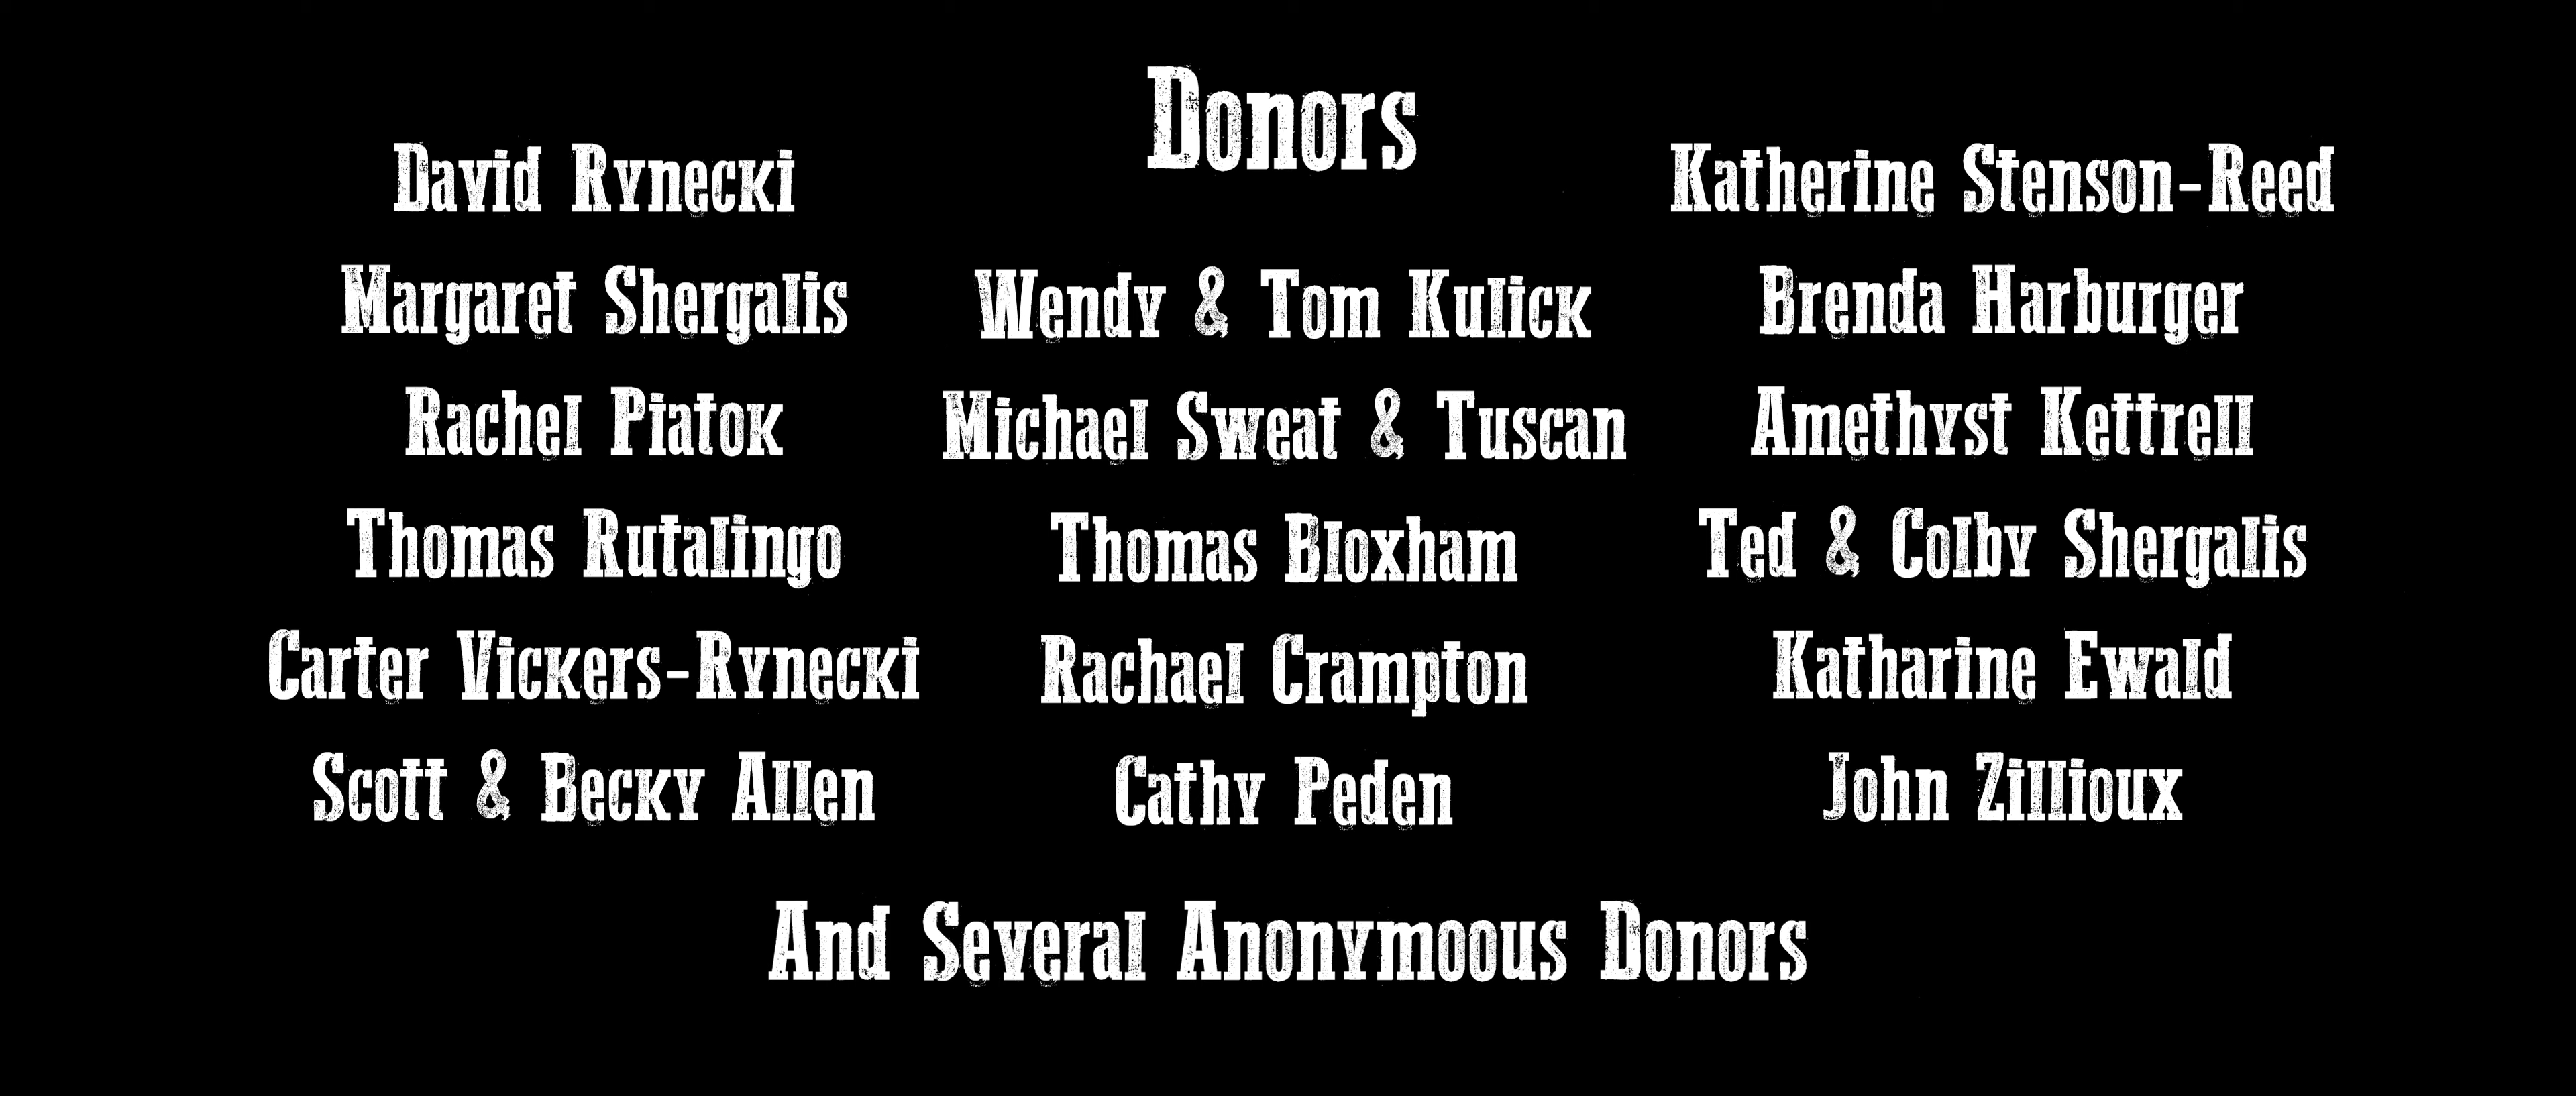 Donors
David Rynecki
Margaret Shergalis
Rachel Piatok
Thomas Rutalingo
Carter Vickers-Rynecki
Scott & Becky Allen
Wendy & Tom Kulick
Michael Sweat & Tuscan
Thomas Bloxham
Rachael Crampton
Cathy Peden
Katherine Stenson-Reed
Brenda Harburger
Amethyst Kettrell
Ted & Colby Shergalis
Katharine Ewald
John Zillioux
And Several Anonymoous Donors